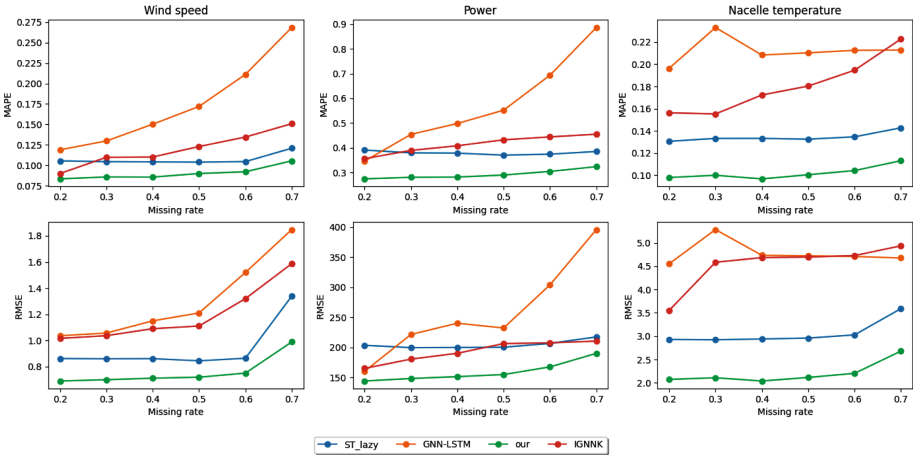 Wind speed
Power
Nacelle temperature
0.275
0.250
0.225
0.200
0.175
0.150
0.125
0.100
0.075
MAPE
0.2 0.3 0.4 0.5 0.6 0.7
Missing rate
0.9
0.8
0.7
0.6
0.5
0.4
0.3
MAPE
0.2 0.3 0.4 0.5 0.6 0.7
Missing rate
0.22
0.20
0.18
0.16
0.14
0.12
0.10
MAPE
0.2 0.3 0.4 0.5 0.6 0.7
Missing rate
1.8
1.6
1.4
1.2
1.0
0.8
RMSE
0.2 0.3 0.4 0.5 0.6 0.7
Missing rate
400
350
300
250
200
150
RMSE
0.2 0.3 0.4 0.5 0.6 0.7
Missing rate
5.0
4.5
4.0
3.5
3.0
2.5
2.0
RMSE
0.2 0.3 0.4 0.5 0.6 0.7
Missing rate
ST_lazy GNN-LSTM our IGNNK